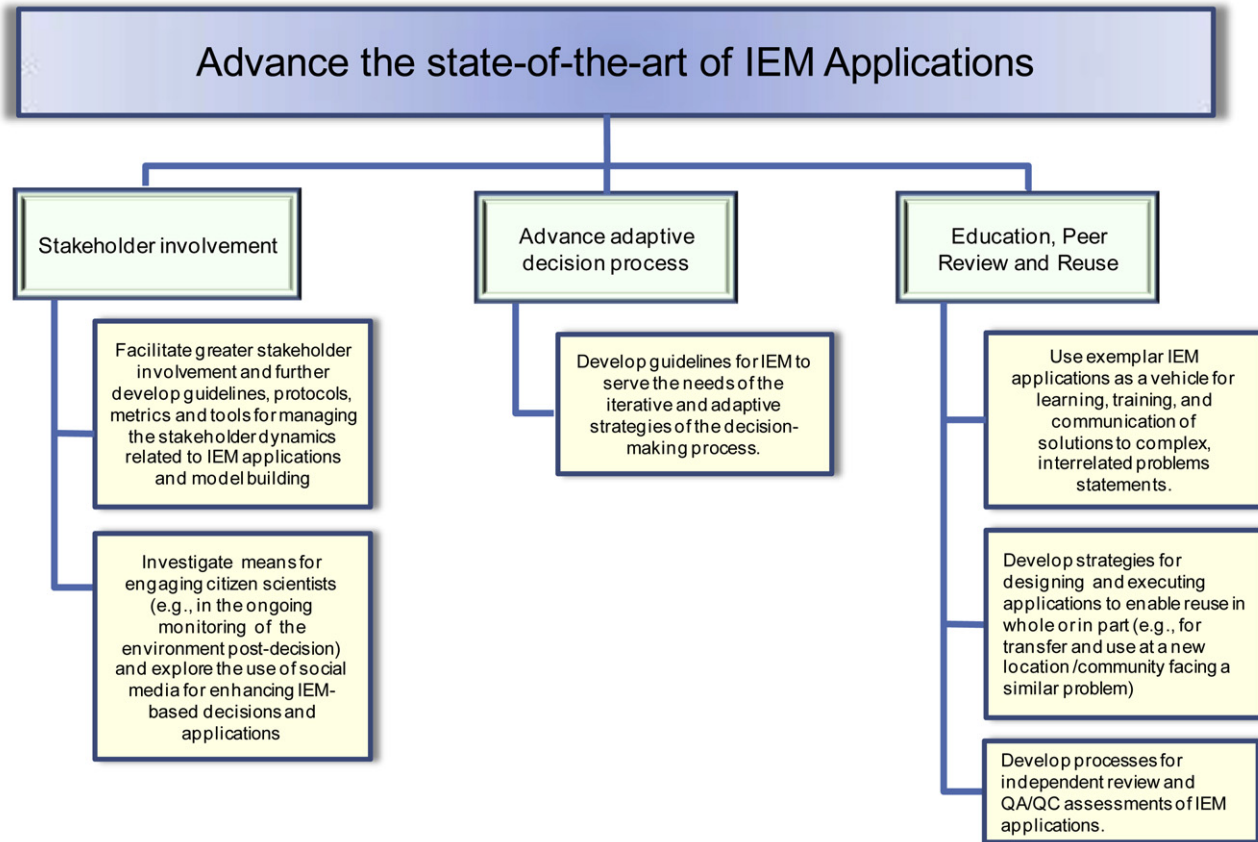 Advance the state-of-the-art of IEM Applications
Stakeholder involvement
Facilitate greater stakeholder
involvement and further
develop guidelines, protocols,
metrics and tools for managing
the stakeholder dynamics
related to IEM applications
and model building
Investigate means for
engaging citizen scientists
(e.g., in the ongoing
monitoring of the
environment post-decision)
and explore the use of social
media for enhancing IEM-
based decisions and
applications
Advance adaptive
decision process
Develop guidelines for IEM to
serve the needs of the
iterative and adaptive
strategies of the decision-
making process.
Education, Peer
Review and Reuse
Use exemplar IEM
applications as a vehicle for
learning, training, and
communication of
solutions to complex,
interrelated problems
statements.
Develop strategies for
designing and executing
applications to enable reuse in
whole or in part (e.g., for
transfer and use at a new
location /community facing a
similar problem)
Develop processes for
independent review and
QA/QC assessments of IEM
applications.